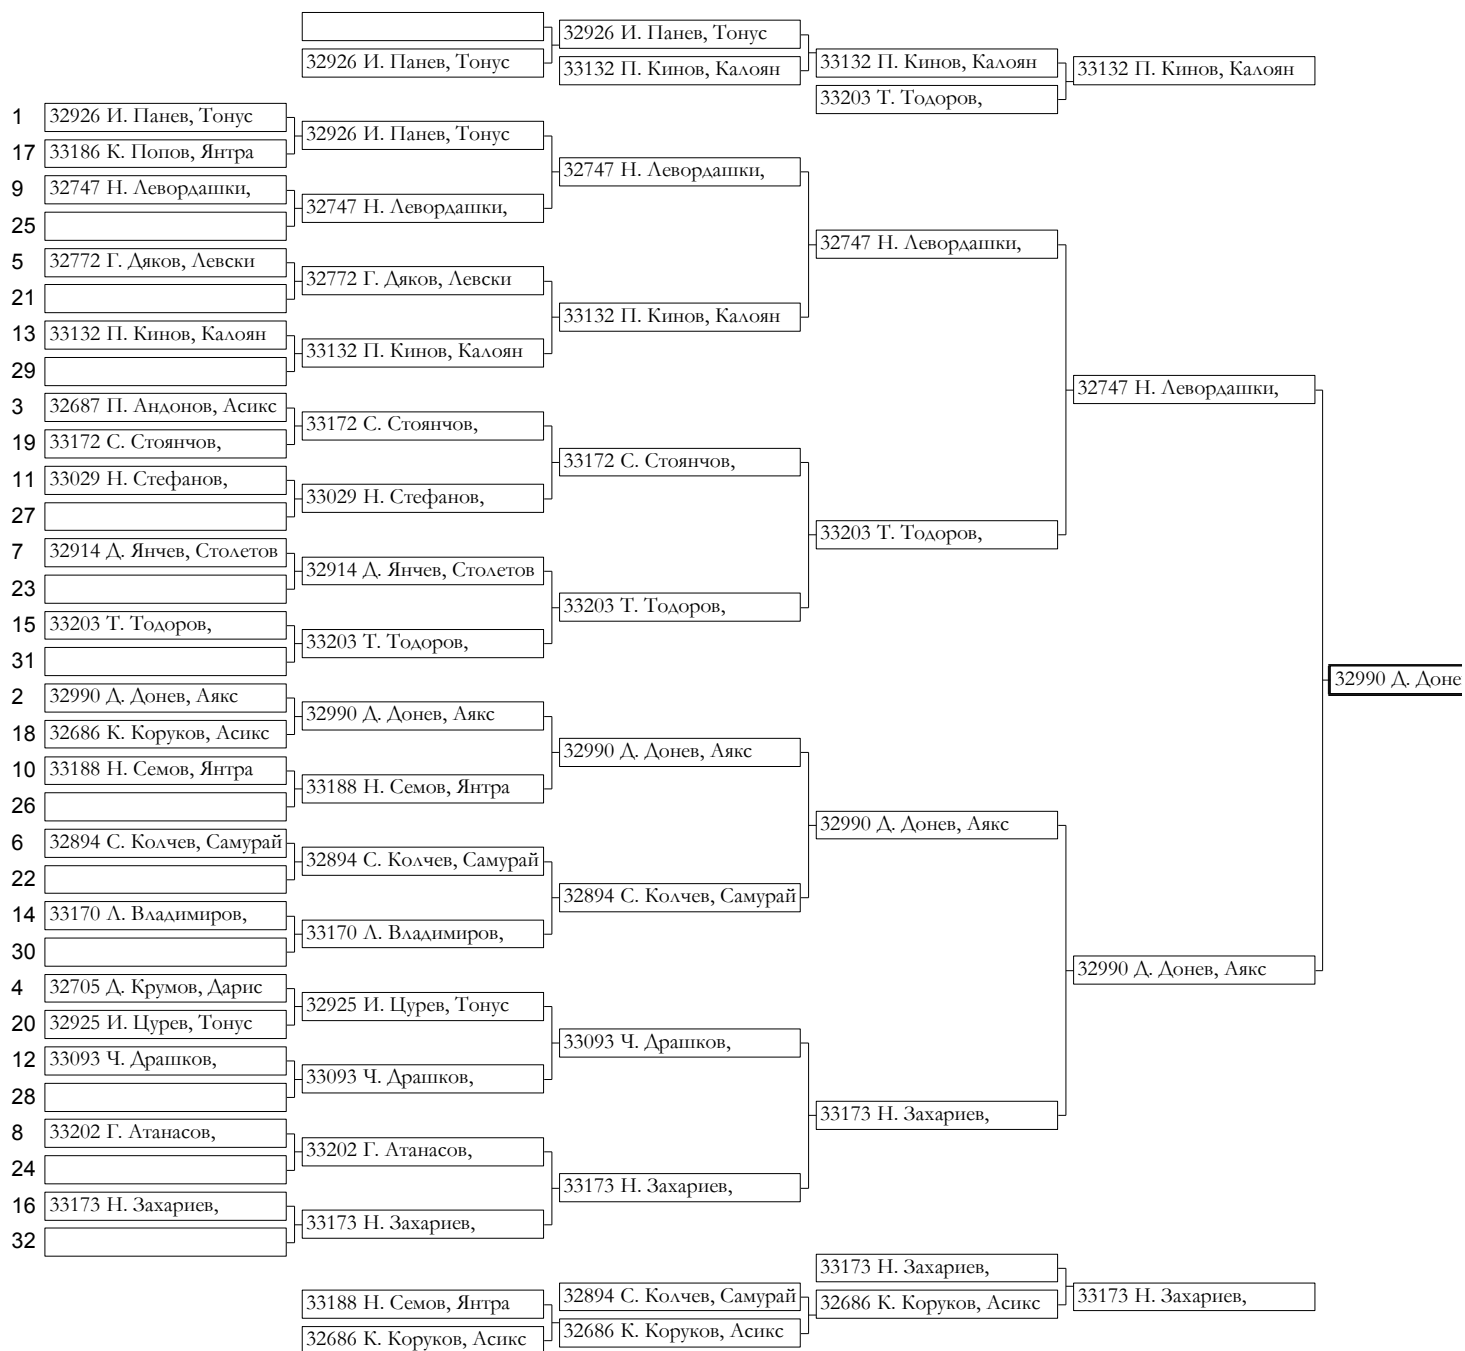 32926 И. Панев, Тонус
32926 И. Панев, Тонус
33132 П. Кинов, Калоян
33132 П. Кинов, Калоян
32926 И. Панев, Тонус
33132 П. Кинов, Калоян
33203 Т. Тодоров,
1 32926 И. Панев, Тонус
32926 И. Панев, Тонус
17 33186 К. Попов, Янтра
32747 Н. Левордашки,
9 32747 Н. Левордашки,
32747 Н. Левордашки,
25
32747 Н. Левордашки,
5 32772 Г. Дяков, Левски
32772 Г. Дяков, Левски
21
33132 П. Кинов, Калоян
13 33132 П. Кинов, Калоян
33132 П. Кинов, Калоян
29
32747 Н. Левордашки,
3 32687 П. Андонов, Асикс
33172 С. Стоянчов,
19 33172 С. Стоянчов,
33172 С. Стоянчов,
11 33029 Н. Стефанов,
33029 Н. Стефанов,
27
33203 Т. Тодоров,
7 32914 Д. Янчев, Столетов
32914 Д. Янчев, Столетов
23
33203 Т. Тодоров,
15 33203 Т. Тодоров,
33203 Т. Тодоров,
31
32990 Д. Доне
2 32990 Д. Донев, Аякс
32990 Д. Донев, Аякс
18 32686 К. Коруков, Асикс
32990 Д. Донев, Аякс
10 33188 Н. Семов, Янтра
33188 Н. Семов, Янтра
26
32990 Д. Донев, Аякс
6 32894 С. Колчев, Самурай
32894 С. Колчев, Самурай
22
32894 С. Колчев, Самурай
14 33170 Л. Владимиров,
33170 Л. Владимиров,
30
32990 Д. Донев, Аякс
4 32705 Д. Крумов, Дарис
32925 И. Цурев, Тонус
20 32925 И. Цурев, Тонус
33093 Ч. Драшков,
12 33093 Ч. Драшков,
33093 Ч. Драшков,
28
33173 Н. Захариев,
8 33202 Г. Атанасов,
33202 Г. Атанасов,
24
33173 Н. Захариев,
16 33173 Н. Захариев,
33173 Н. Захариев,
32
33173 Н. Захариев,
33188 Н. Семов, Янтра
32894 С. Колчев, Самурай
32686 К. Коруков, Асикс
33173 Н. Захариев,
32686 К. Коруков, Асикс
32686 К. Коруков, Асикс